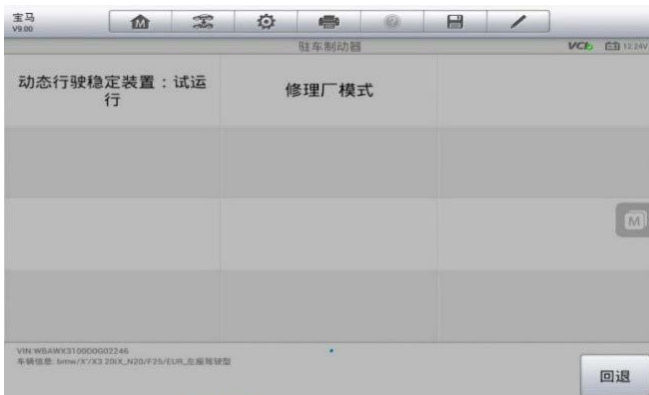 宝马
V9.00
驻车制动器
VCI
12.24V
动态行驶稳定装置：试运
行
修理厂模式
M
VIN:WBAWX3100D0G02246
车辆信息: bmw/X'/X3 20iX_N20/F25/EUR_左座驾驶型
回退